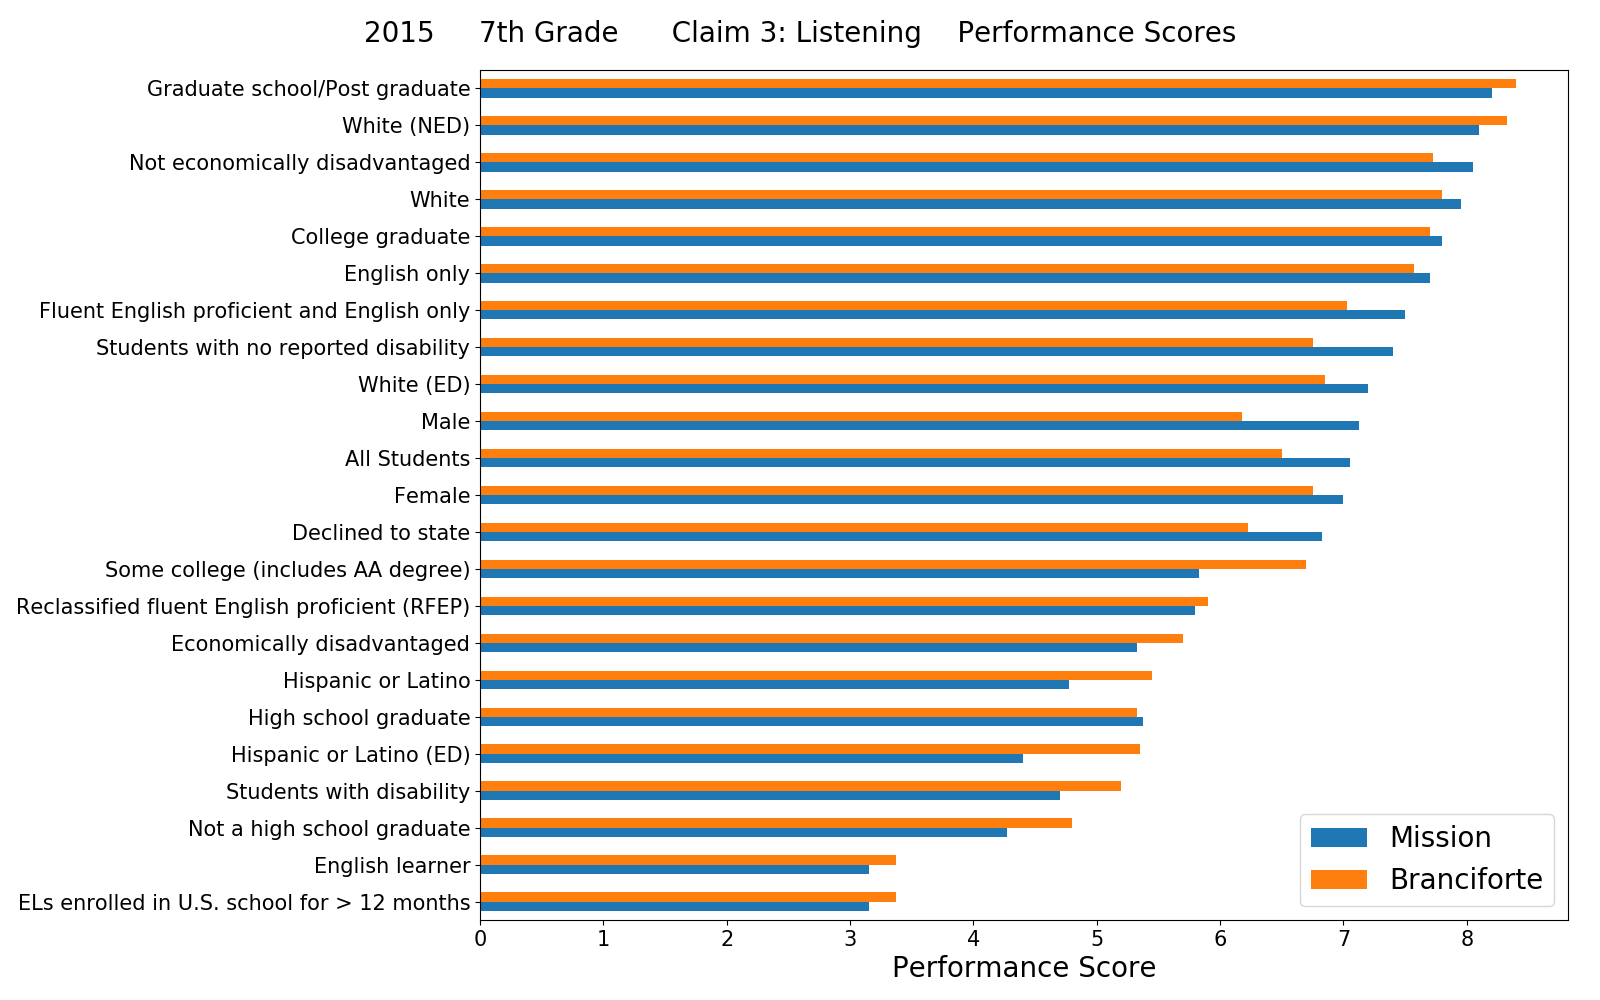 2015 7th Grade Claim 3: Listening Performance Scores
Graduate school/Post graduate
White (NED)
Not economically disadvantaged
White
College graduate
English only
Fluent English proficient and English only
Students with no reported disability
White (ED)
Male
All Students
Female
Declined to state
Some college (includes AA degree)
Reclassified fluent English proficient (RFEP)
Economically disadvantaged
Hispanic or Latino
High school graduate
Hispanic or Latino (ED)
Students with disability
Not a high school graduate
English learner
ELs enrolled in U.S. school for > 12 months
Mission
Branciforte
0 1 2 3 4 5 6 7 8
Performance Score